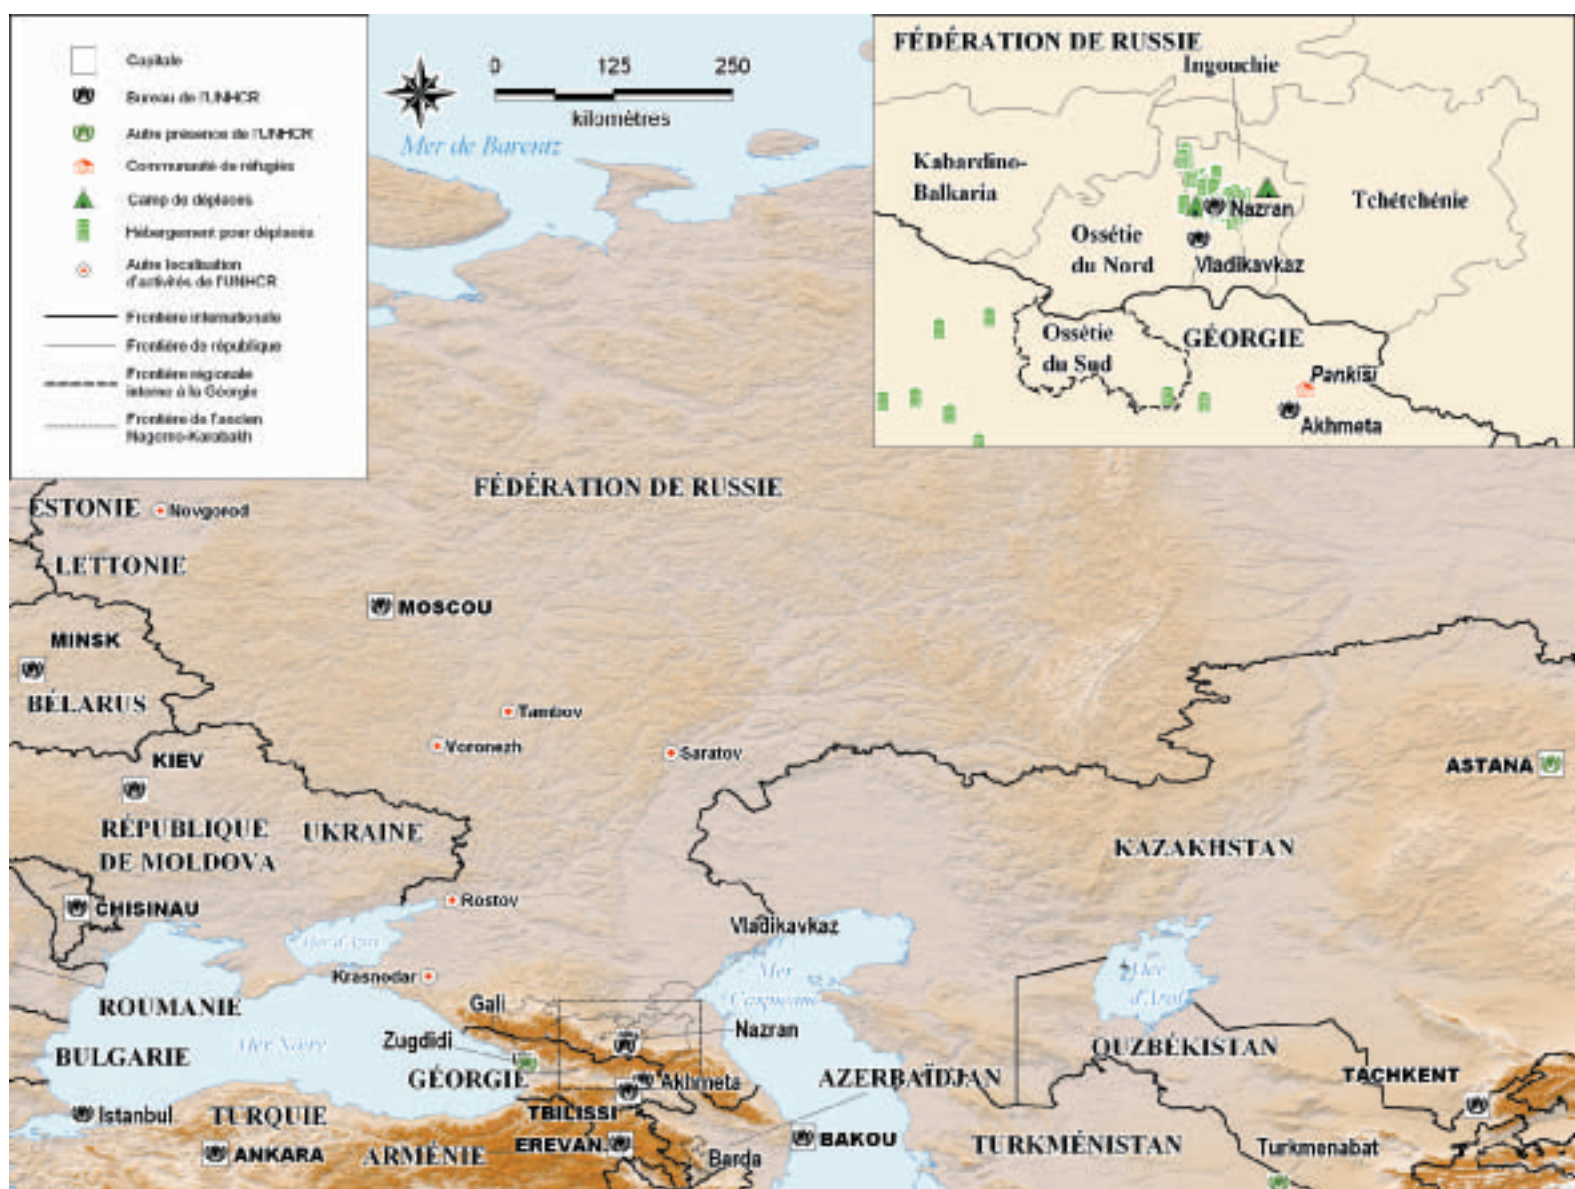 Capitale
Bureau de l'UNHCR
Autre présence de l'UNHCR
Communauté de réfugiés
Camp de déplacés
Hébergement pour déplacés
Autre localisation
d'activités de l'UNHCR
Frontière internationale
Frontière de république
Frontière régionale
interne à la Géorgie
Frontière de l'ancien
Nagorno-Karabakh
0 125 250
kilomètres
Mer de Barentz
FÉDÉRATION DE RUSSIE
Ingouchie
Kabardino-
Balkaria
Tchétchénie
Nazran
Ossétie
du Nord
Vladikavkaz
Ossétie
du Sud
GÉORGIE
Pankisi
Akhmeta
FÉDÉRATION DE RUSSIE
ESTONIE
Novgorod
LETTONIE
MOSCOU
MINSK
BÉLARUS
Tambov
Voronezh
Saratov
KIEV
ASTANA
RÉPUBLIQUE
DE MOLDOVA
UKRAINE
KAZAKHSTAN
CHISINAU
Rostov
Vladikavkaz
Mer d'Azov
Krasnodar
Mer
Caspienne
Mer
d'Aral
ROUMANIE
Gali
Nazran
Zugdidi
Mer Noire
BULGARIE
OUZBÉKISTAN
GÉORGIE
Akhmeta
AZERBAÏDJAN
TACHKENT
Istanbul
TURQUIE
TBILISSI
EREVAN
BAKOU
TURKMÉNISTAN
Turkmenabat
ANKARA
ARMÉNIE
Barda